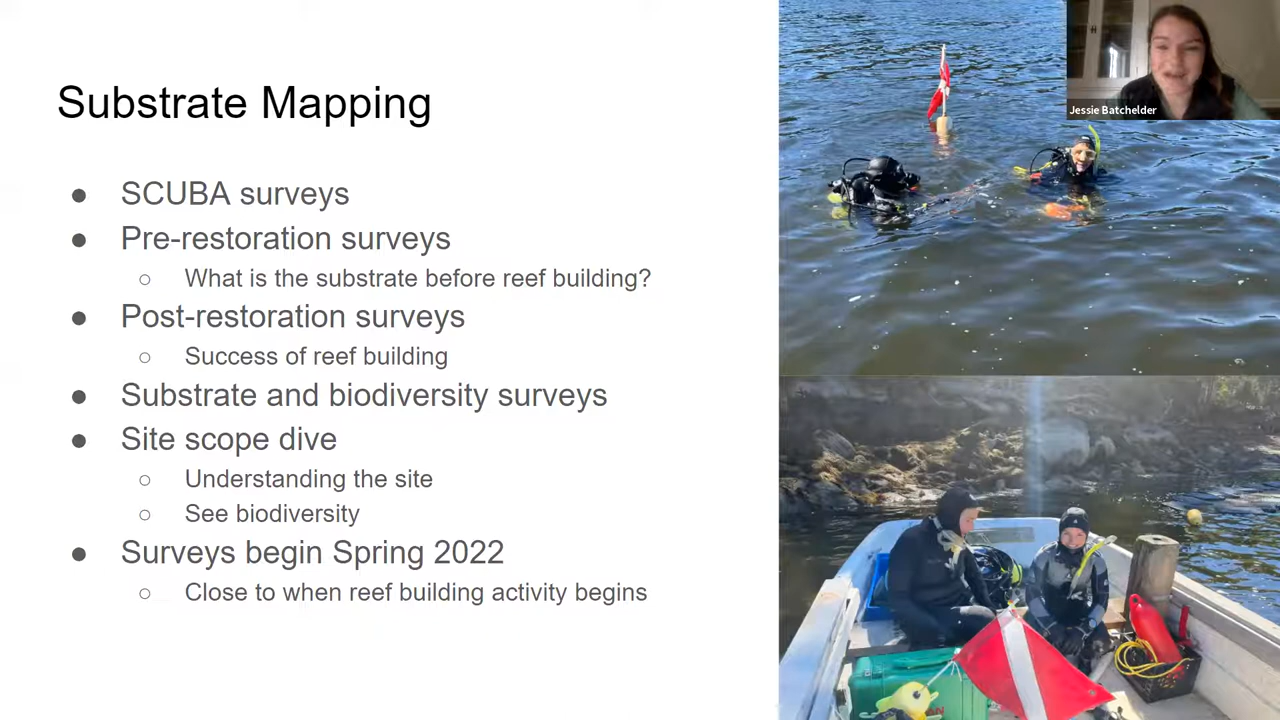 Substrate Mapping
● SCUBA surveys
● Pre-restoration surveys
○ What is the substrate before reef building?
● Post-restoration surveys
○ Success of reef building
● Substrate and biodiversity surveys
● Site scope dive
○ Understanding the site
○ See biodiversity
● Surveys begin Spring 2022
○ Close to when reef building activity begins
Jessie Batchelder